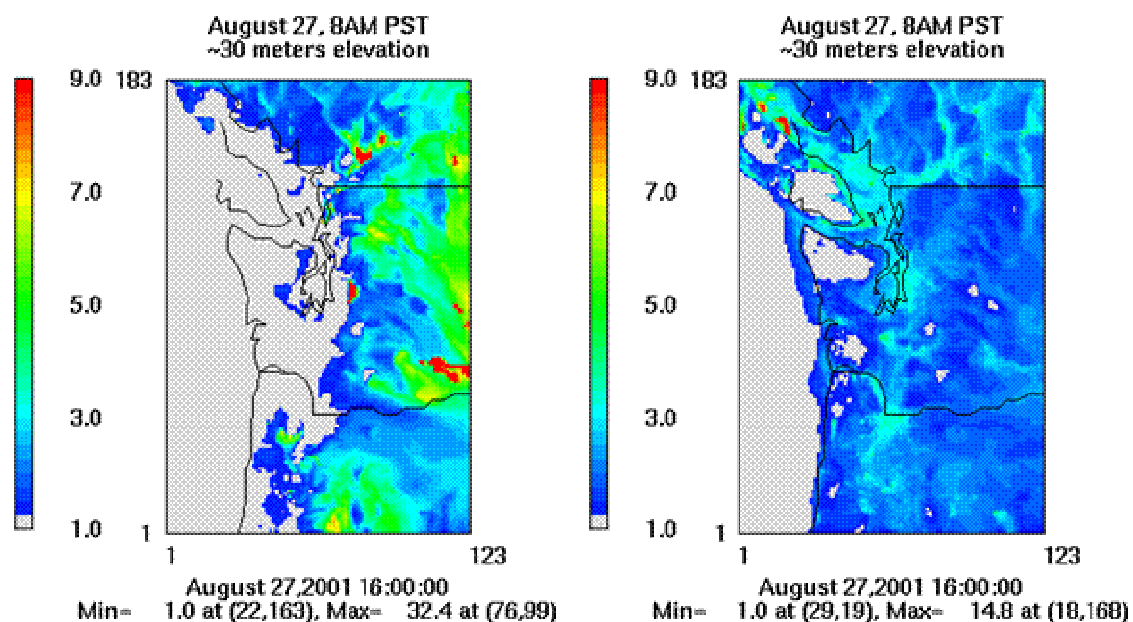 August 27, 8AM PST
~30 meters elevation
9.0
7.0
5.0
3.0
1.0
183
1
1
123
August 27,2001 16:00:00
Min= 1.0 at (22,163), Max= 32.4 at (76,99)
August 27, 8AM PST
~30 meters elevation
9.0
7.0
5.0
3.0
1.0
183
1
1
123
August 27,2001 16:00:00
Min= 1.0 at (29,19), Max= 14.8 at (18,168)